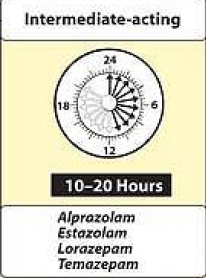 Intermediate-acting
24
18
6
12
10–20 Hours
Alprazolam
Estazolam
Lorazepam
Temazepam